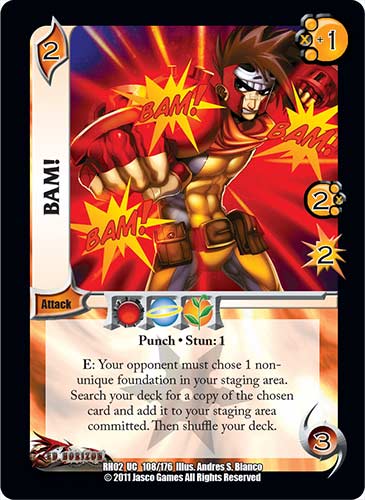 2
+1
BAM!
BAM!
BAM!
BAM!
BAM!
2
2
Attack
Punch • Stun: 1
E: Your opponent must chose 1 non-
unique foundation in your staging area.
Search your deck for a copy of the chosen
card and add it to your staging area
committed. Then shuffle your deck.
3
RED HORIZON
RH02 UC 108/176 Illus. Andres S. Blanco
© 2011 Jasco Games All Rights Reserved